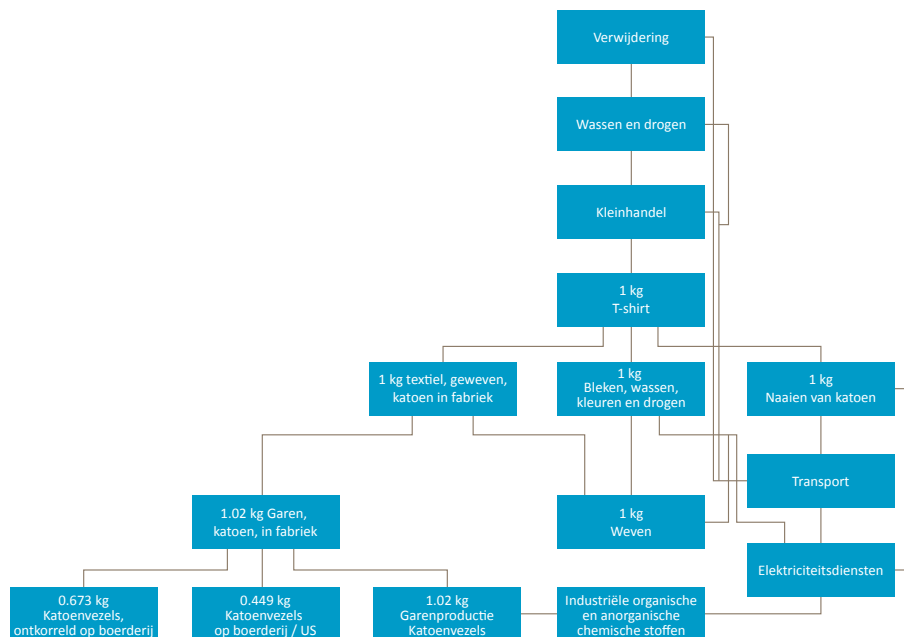 Verwijdering
Wassen en drogen
Kleinhandel
1 kg
T-shirt
1 kg textiel, geweven,
katoen in fabriek
1 kg
Bleken, wassen,
kleuren en drogen
1 kg
Naaien van katoen
Transport
1.02 kg Garen,
katoen, in fabriek
1 kg
Weven
Elektriciteitsdiensten
0.673 kg
Katoenvezels,
ontkorreld op boerderij
0.449 kg
Katoenvezels
op boerderij / US
1.02 kg
Garenproductie
Katoenvezels
Industriële organische
en anorganische
chemische stoffen